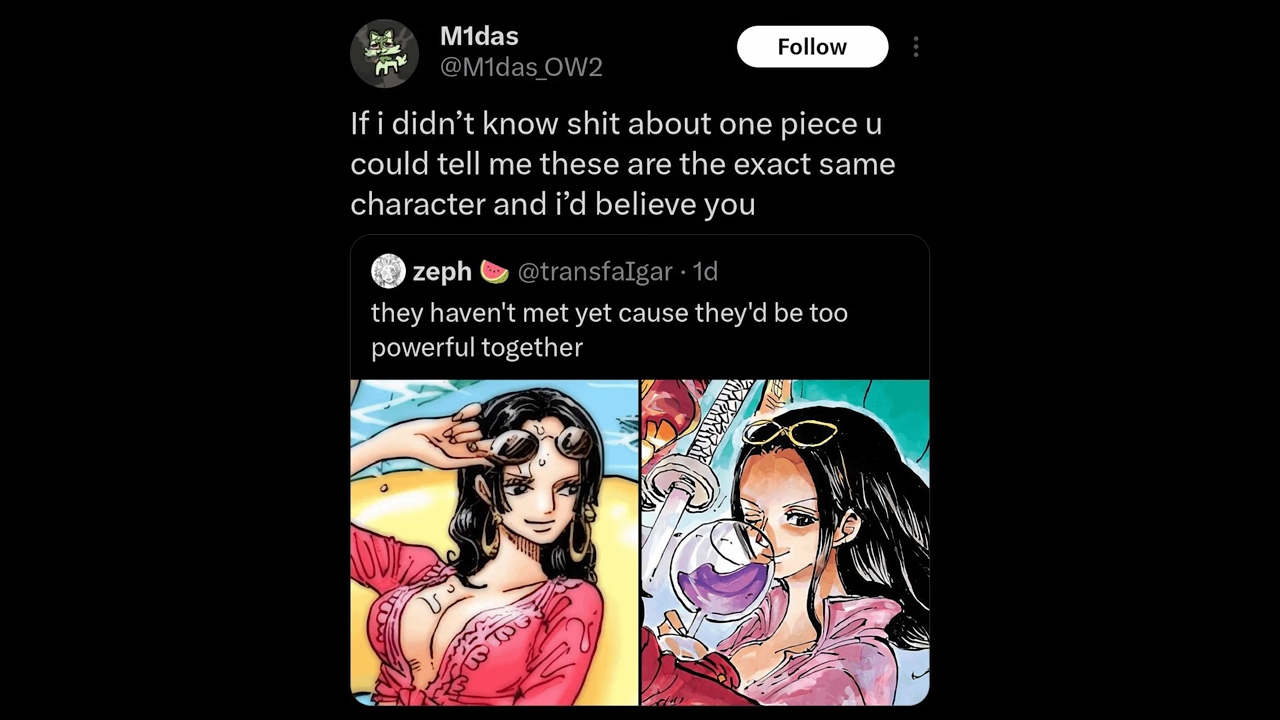 M1das
@M1das_OW2
Follow
If i didn’t know shit about one piece u
could tell me these are the exact same
character and i’d believe you
zeph 🍉 @transfaIgar · 1d
they haven't met yet cause they'd be too
powerful together